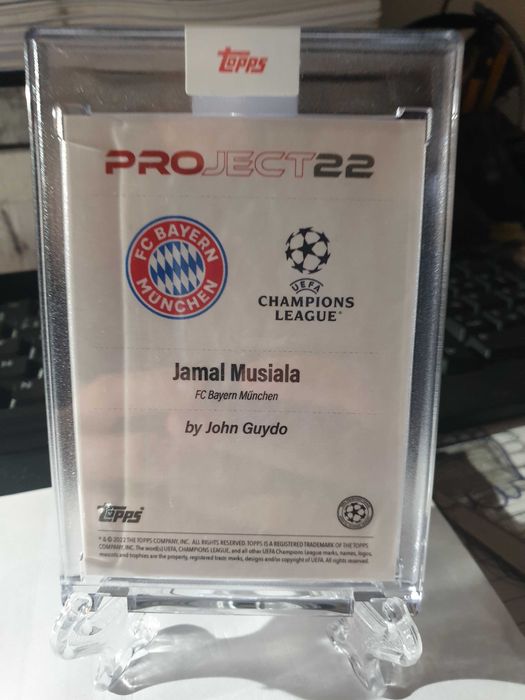 Topps
PROJECT22
FC BAYERN
MÜNCHEN
UEFA
CHAMPIONS
LEAGUE®
Jamal Musiala
FC Bayern München
by John Guydo
Topps
* & © 2022 THE TOPPS COMPANY, INC. ALL RIGHTS RESERVED. TOPPS IS A REGISTERED TRADEMARK OF THE TOPPS
COMPANY, INC. The word(s) UEFA, CHAMPIONS LEAGUE, and all other UEFA Champions League marks, names, logos,
mascots and trophies are the property, registered trade marks, designs and/or copyright of UEFA. All rights reserved.